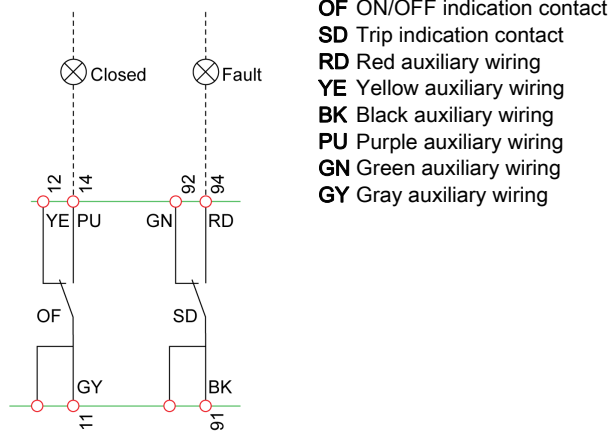 OF ON/OFF indication contact
SD Trip indication contact
RD Red auxiliary wiring
YE Yellow auxiliary wiring
BK Black auxiliary wiring
PU Purple auxiliary wiring
GN Green auxiliary wiring
GY Gray auxiliary wiring
Closed
Fault
12 14 92 94
YE PU GN RD
OF SD
GY BK
11 91